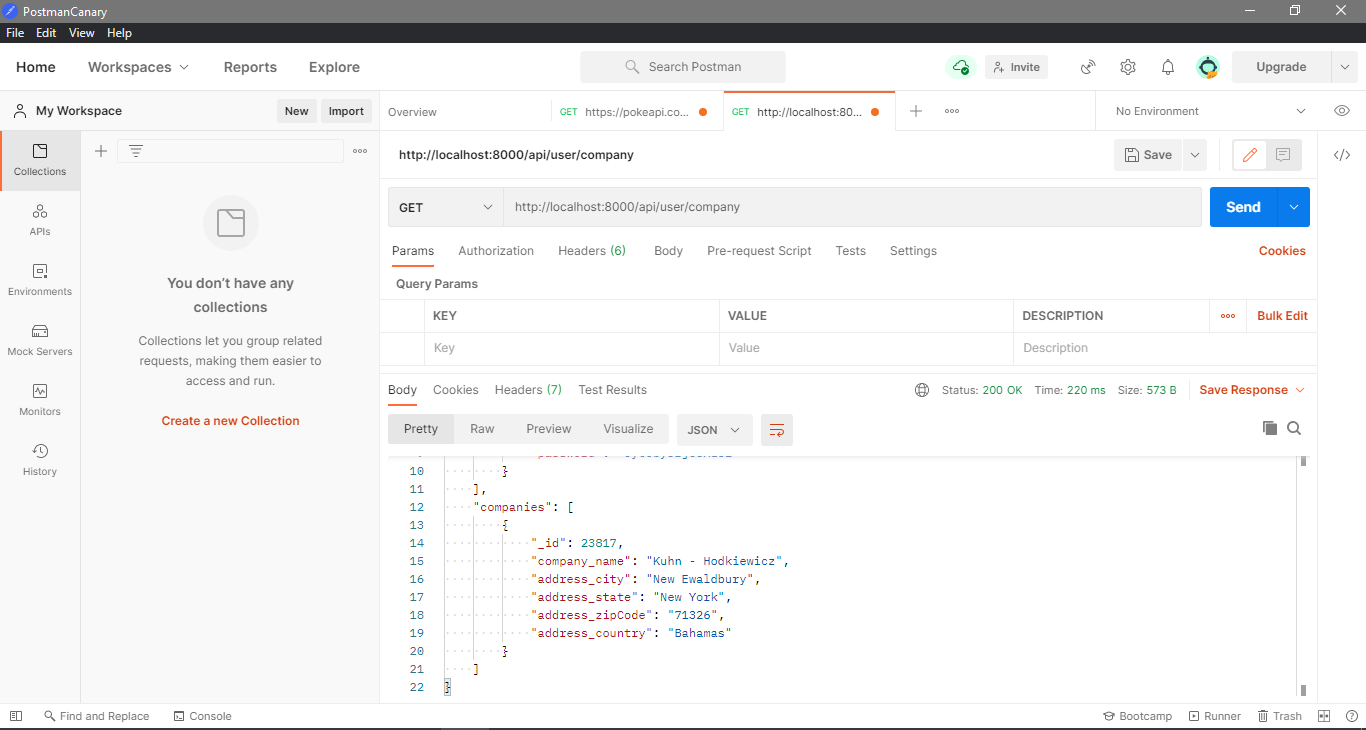 PostmanCanary
File Edit View Help
Home Workspaces Reports Explore Search Postman Invite Upgrade
My Workspace New Import
Overview GET https://pokeapi.co... GET http://localhost:80... No Environment
Collections
APIs
Environments
Mock Servers
Monitors
History
You don't have any
collections
Collections let you group related
requests, making them easier to
access and run.
Create a new Collection
http://localhost:8000/api/user/company Save
GET http://localhost:8000/api/user/company Send
Params Authorization Headers (6) Body Pre-request Script Tests Settings Cookies
Query Params
KEY VALUE DESCRIPTION Bulk Edit
Key Value Description
Body Cookies Headers (7) Test Results Status: 200 OK Time: 220 ms Size: 573 B Save Response
Pretty Raw Preview Visualize JSON
10 }
11 ],
12 "companies": [
13 {
14 "_id": 23817,
15 "company_name": "Kuhn - Hodkiewicz",
16 "address_city": "New Ewaldbury",
17 "address_state": "New York",
18 "address_zipCode": "71326",
19 "address_country": "Bahamas"
20 }
21 ]
22 }
Find and Replace Console Bootcamp Runner Trash